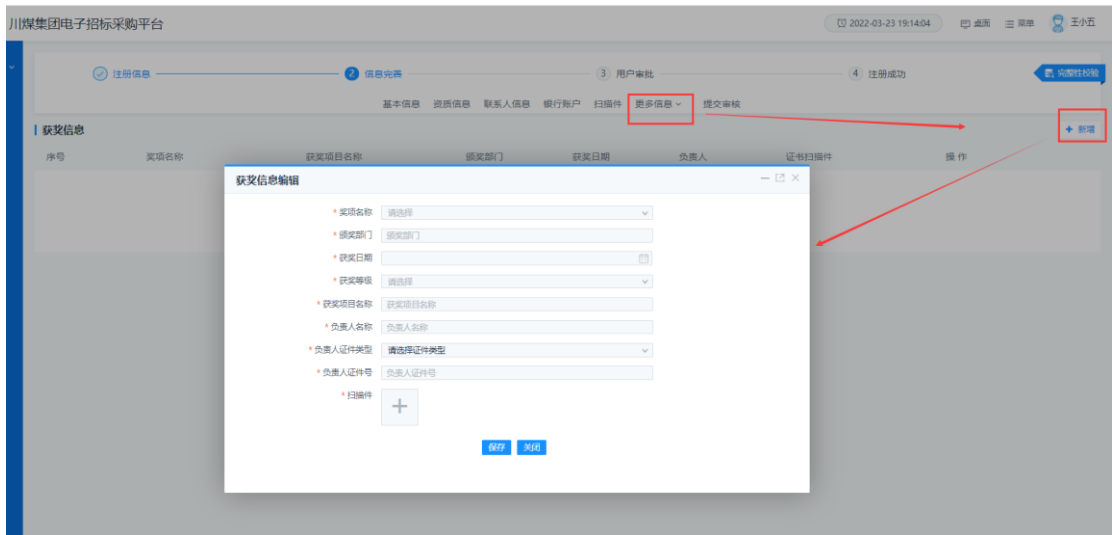 川煤集团电子招标采购平台
2022-03-23 19:14:04 桌面 菜单 王小五
注册信息 2 信息完善 3 用户审批 4 注册成功 完整性校验
基本信息 资质信息 联系人信息 银行账户 扫描件 更多信息 提交审核
获奖信息 + 新增
序号 奖项名称 获奖项目名称 颁奖部门 获奖日期 负责人 证书扫描件 操作
获奖信息编辑
* 奖项名称 请选择
* 颁奖部门 颁奖部门
* 获奖日期
* 获奖等级 请选择
* 获奖项目名称 获奖项目名称
* 负责人名称 负责人名称
* 负责人证件类型 请选择证件类型
* 负责人证件号 负责人证件号
* 扫描件
保存 关闭